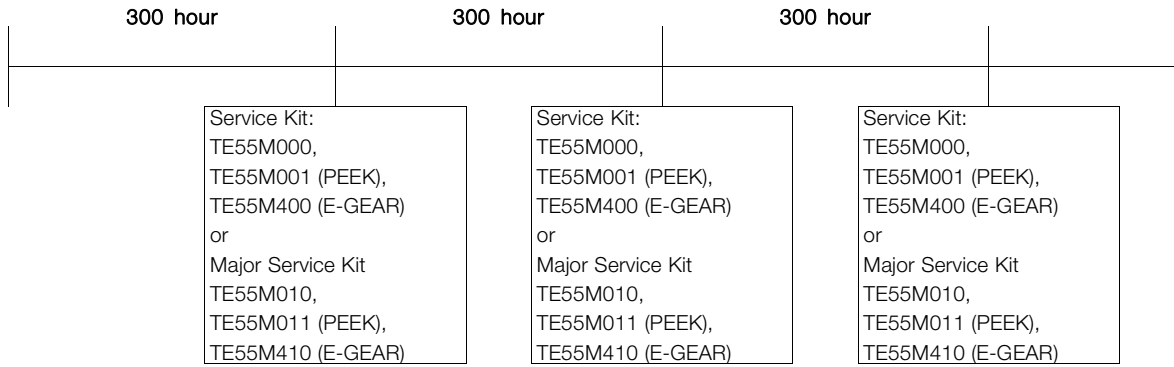 300 hour
300 hour
300 hour
Service Kit:
TE55M000,
TE55M001 (PEEK),
TE55M400 (E-GEAR)
or
Major Service Kit
TE55M010,
TE55M011 (PEEK),
TE55M410 (E-GEAR)
Service Kit:
TE55M000,
TE55M001 (PEEK),
TE55M400 (E-GEAR)
or
Major Service Kit
TE55M010,
TE55M011 (PEEK),
TE55M410 (E-GEAR)
Service Kit:
TE55M000,
TE55M001 (PEEK),
TE55M400 (E-GEAR)
or
Major Service Kit
TE55M010,
TE55M011 (PEEK),
TE55M410 (E-GEAR)